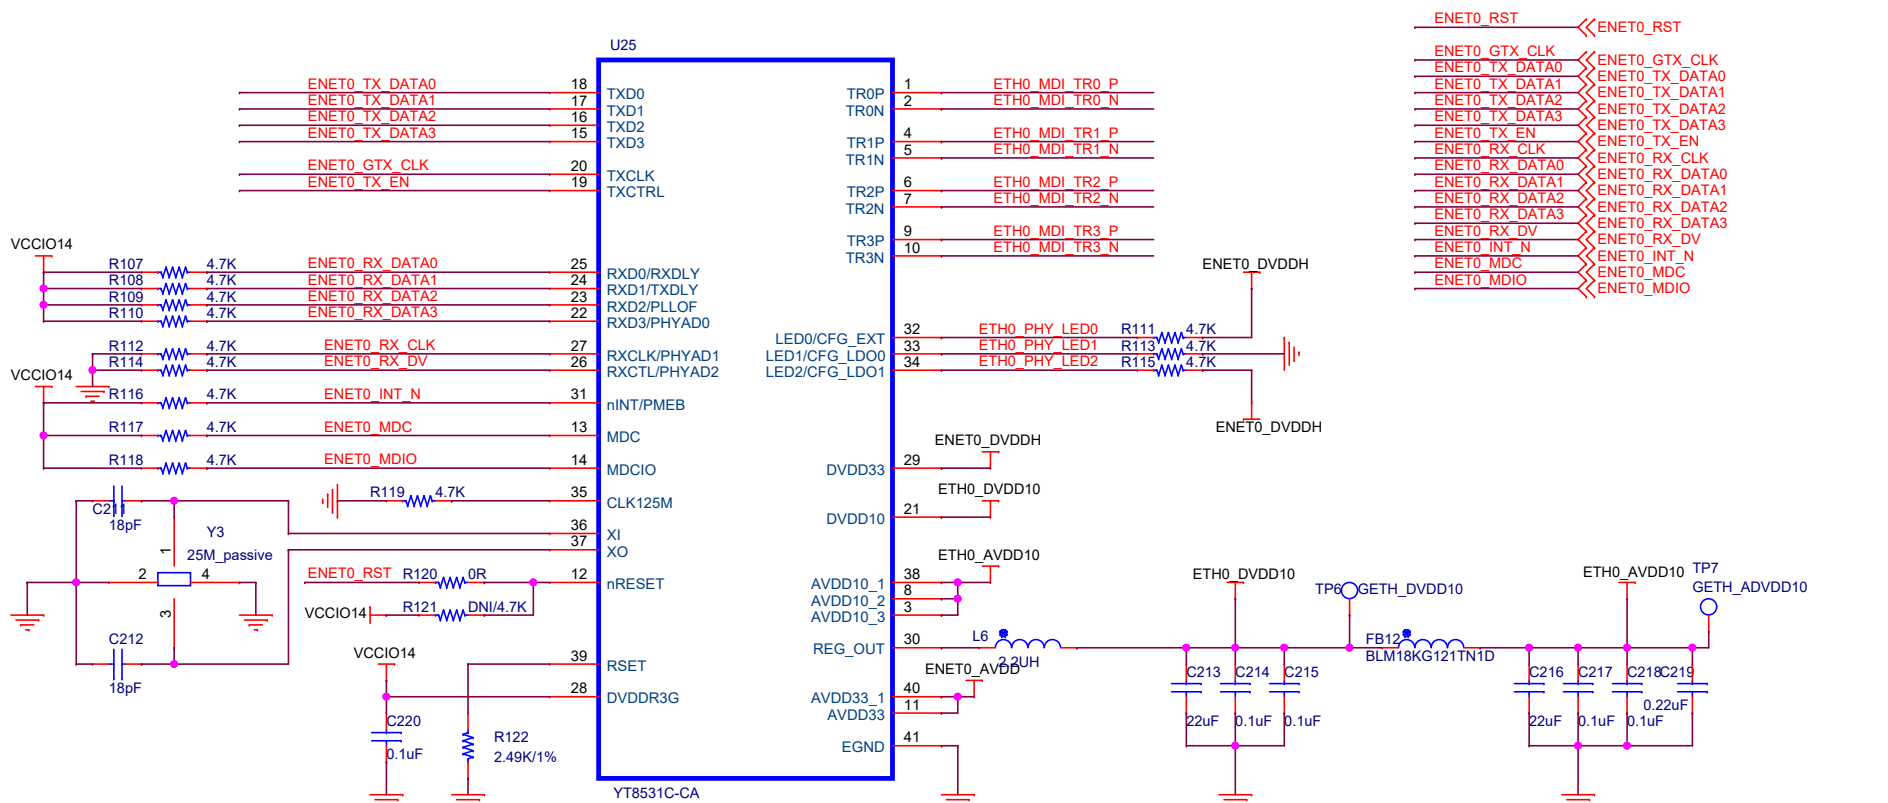 U25
ENET0_TX_DATA0 18 TXD0
ENET0_TX_DATA1 17 TXD1
ENET0_TX_DATA2 16 TXD2
ENET0_TX_DATA3 15 TXD3
ENET0_GTX_CLK 20 TXCLK
ENET0_TX_EN 19 TXCTRL
VCCIO14
R107 4.7K ENET0_RX_DATA0 25 RXD0/RXDLY
R108 4.7K ENET0_RX_DATA1 24 RXD1/TXDLY
R109 4.7K ENET0_RX_DATA2 23 RXD2/PLLOF
R110 4.7K ENET0_RX_DATA3 22 RXD3/PHYAD0
R112 4.7K ENET0_RX_CLK 27 RXCLK/PHYAD1
R114 4.7K ENET0_RX_DV 26 RXCTL/PHYAD2
VCCIO14
R116 4.7K ENET0_INT_N 31 nINT/PMEB
R117 4.7K ENET0_MDC 13 MDC
R118 4.7K ENET0_MDIO 14 MDCIO
R119 4.7K 35 CLK125M
C211
18pF
36 XI
37 XO
Y3
25M_passive
1
2 4
3
C212
18pF
ENET0_RST R120 0R 12 nRESET
VCCIO14 R121 DNI/4.7K
VCCIO14
39 RSET
28 DVDDR3G
C220
0.1uF
R122
2.49K/1%
YT8531C-CA
TR0P 1 ETH0_MDI_TR0_P
TR0N 2 ETH0_MDI_TR0_N
TR1P 4 ETH0_MDI_TR1_P
TR1N 5 ETH0_MDI_TR1_N
TR2P 6 ETH0_MDI_TR2_P
TR2N 7 ETH0_MDI_TR2_N
TR3P 9 ETH0_MDI_TR3_P
TR3N 10 ETH0_MDI_TR3_N
ENET0_DVDDH
LED0/CFG_EXT 32 ETH0_PHY_LED0 R111 4.7K
LED1/CFG_LDO0 33 ETH0_PHY_LED1 R113 4.7K
LED2/CFG_LDO1 34 ETH0_PHY_LED2 R115 4.7K
ENET0_DVDDH
ENET0_DVDDH
DVDD33 29
ETH0_DVDD10
DVDD10 21
ETH0_AVDD10
AVDD10_1 38
AVDD10_2 8
AVDD10_3 3
REG_OUT 30 L6
2.2UH
ENET0_AVDD
AVDD33_1 40
AVDD33 11
EGND 41
ETH0_DVDD10
TP6 GETH_DVDD10
FB12
BLM18KG121TN1D
C213 C214 C215
22uF 0.1uF 0.1uF
ETH0_AVDD10
TP7
GETH_ADVDD10
C216 C217 C218 C219
22uF 0.1uF 0.1uF 0.22uF
ENET0_RST ENET0_RST
ENET0_GTX_CLK ENET0_GTX_CLK
ENET0_TX_DATA0 ENET0_TX_DATA0
ENET0_TX_DATA1 ENET0_TX_DATA1
ENET0_TX_DATA2 ENET0_TX_DATA2
ENET0_TX_DATA3 ENET0_TX_DATA3
ENET0_TX_EN ENET0_TX_EN
ENET0_RX_CLK ENET0_RX_CLK
ENET0_RX_DATA0 ENET0_RX_DATA0
ENET0_RX_DATA1 ENET0_RX_DATA1
ENET0_RX_DATA2 ENET0_RX_DATA2
ENET0_RX_DATA3 ENET0_RX_DATA3
ENET0_RX_DV ENET0_RX_DV
ENET0_INT_N ENET0_INT_N
ENET0_MDC ENET0_MDC
ENET0_MDIO ENET0_MDIO